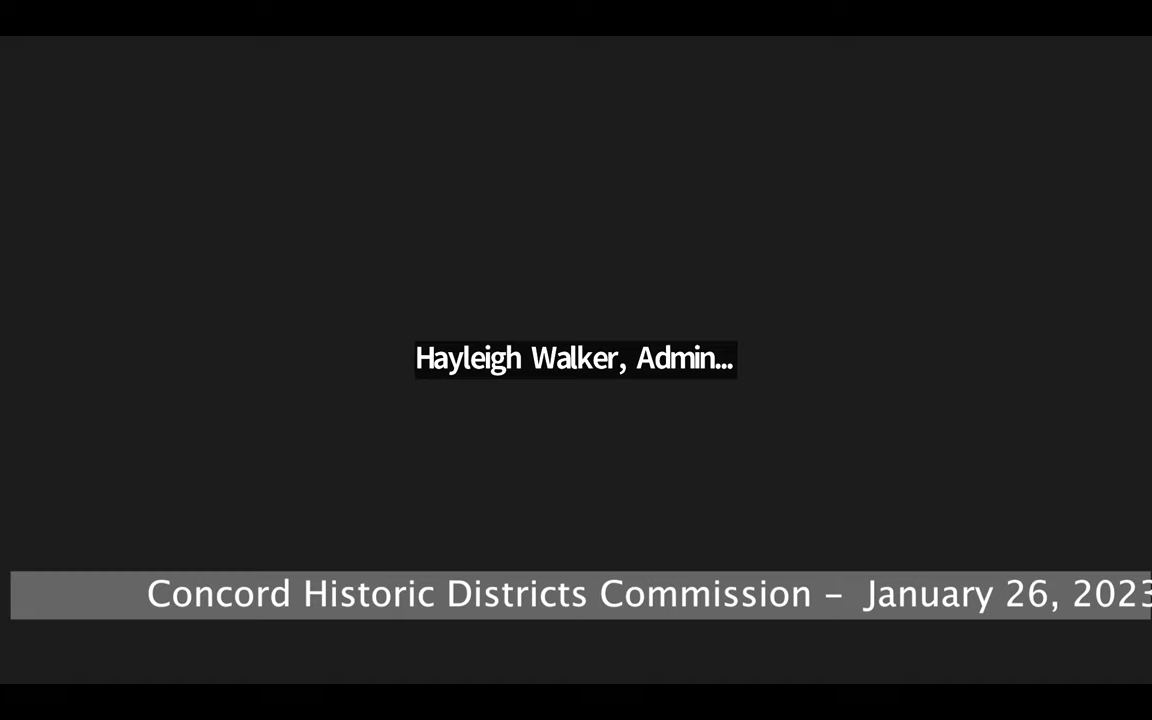 Hayleigh Walker, Admin...
Concord Historic Districts Commission – January 26, 2023